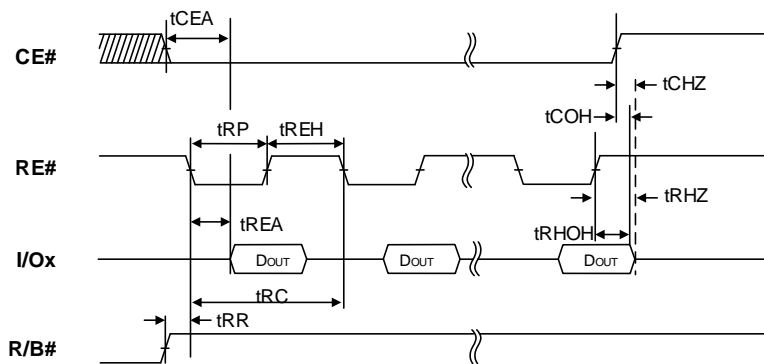 tCEA
CE#
tCHZ
tCOH
tRP
tREH
RE#
tREA
tRHZ
tRHOH
I/Ox
DOUT
DOUT
DOUT
tRC
tRR
R/B#